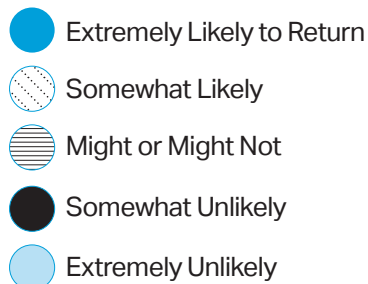 Extremely Likely to Return
Somewhat Likely
Might or Might Not
Somewhat Unlikely
Extremely Unlikely